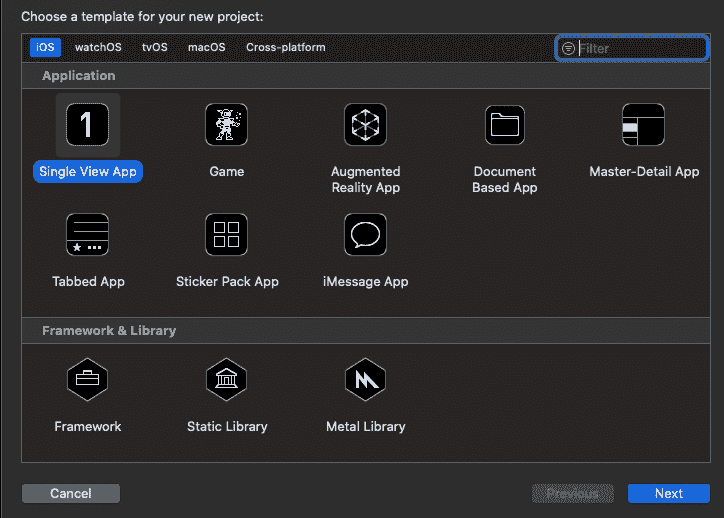 Choose a template for your new project:
iOS watchOS tvOS macOS Cross-platform Filter
Application
1
Single View App Game Augmented Reality App Document Based App Master-Detail App
Tabbed App Sticker Pack App iMessage App
Framework & Library
Framework Static Library Metal Library
Cancel Previous Next